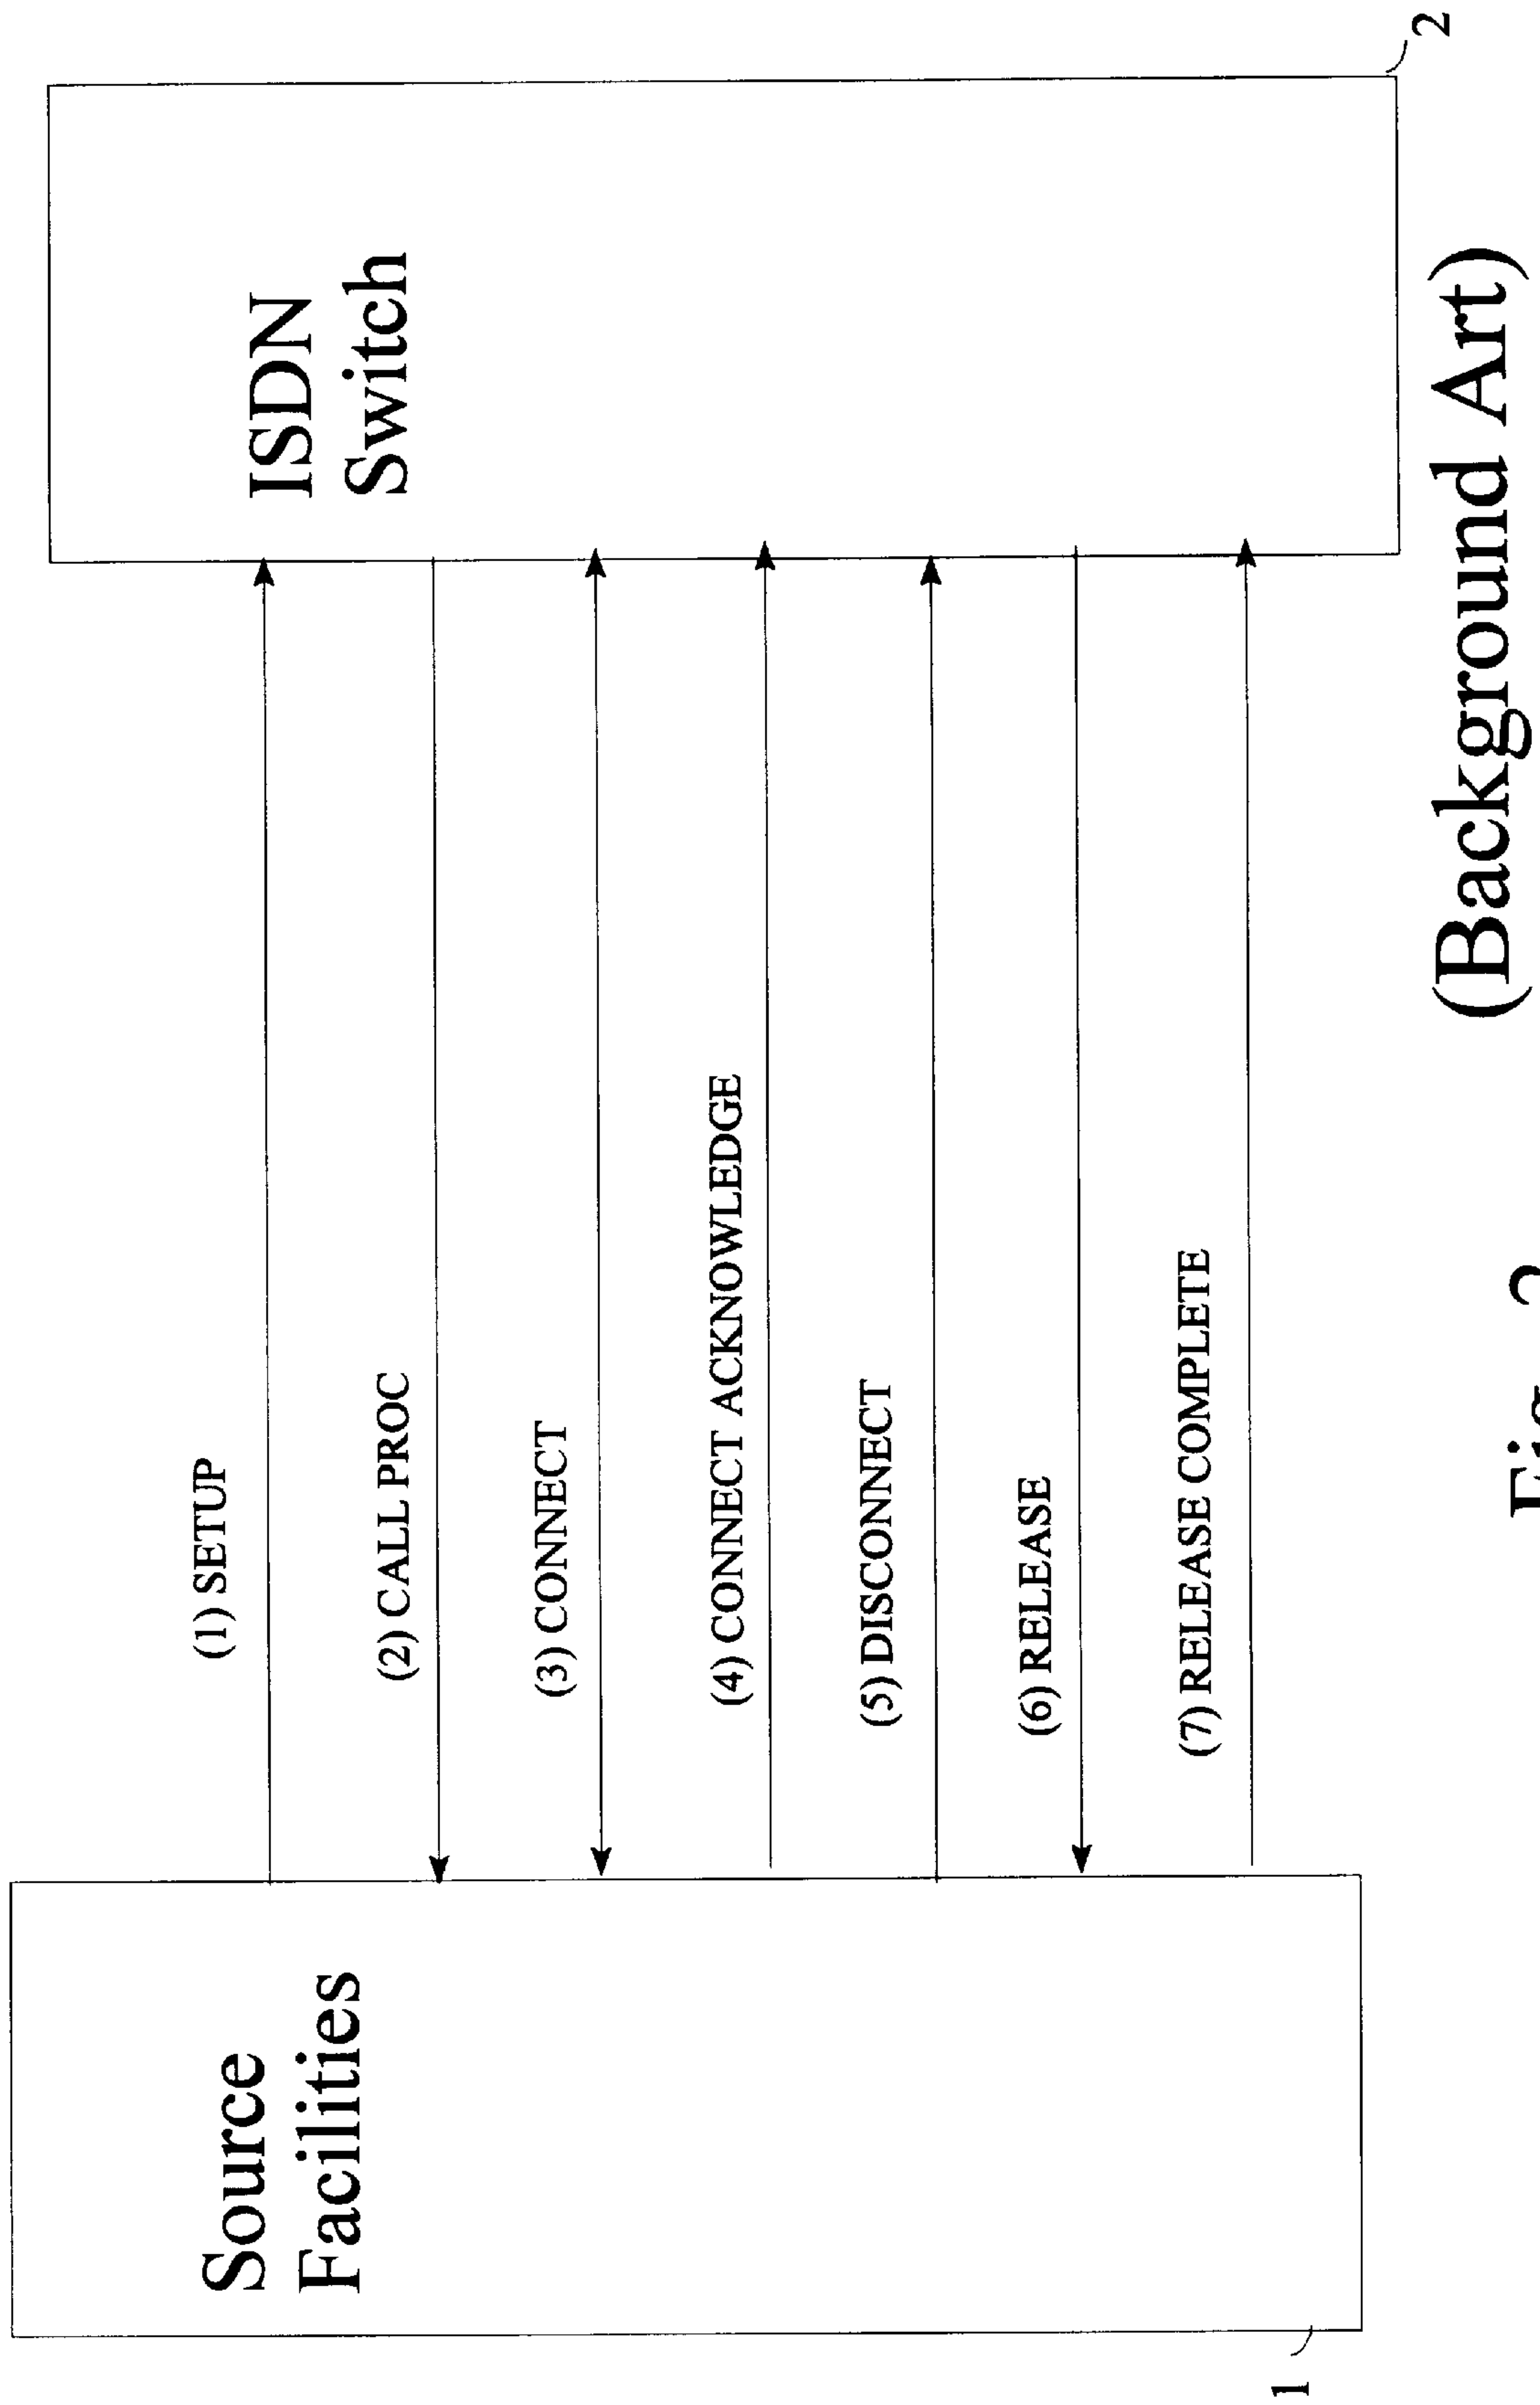 Source
Facilities
ISDN
Switch
(1) SETUP
(2) CALL PROC
(3) CONNECT
(4) CONNECT ACKNOWLEDGE
(5) DISCONNECT
(6) RELEASE
(7) RELEASE COMPLETE
1
2
(Background Art)